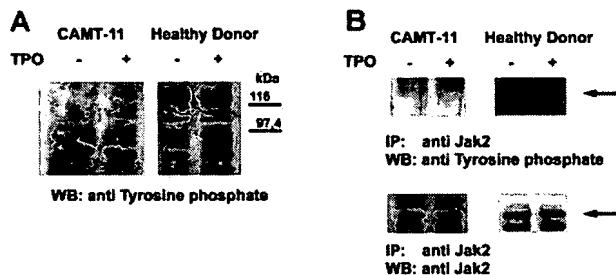 A
CAMT-11 Healthy Donor
TPO - + - +
kDa
116
97,4
WB: anti Tyrosine phosphate
B
CAMT-11 Healthy Donor
TPO - + - +
IP: anti Jak2
WB: anti Tyrosine phosphate
IP: anti Jak2
WB: anti Jak2